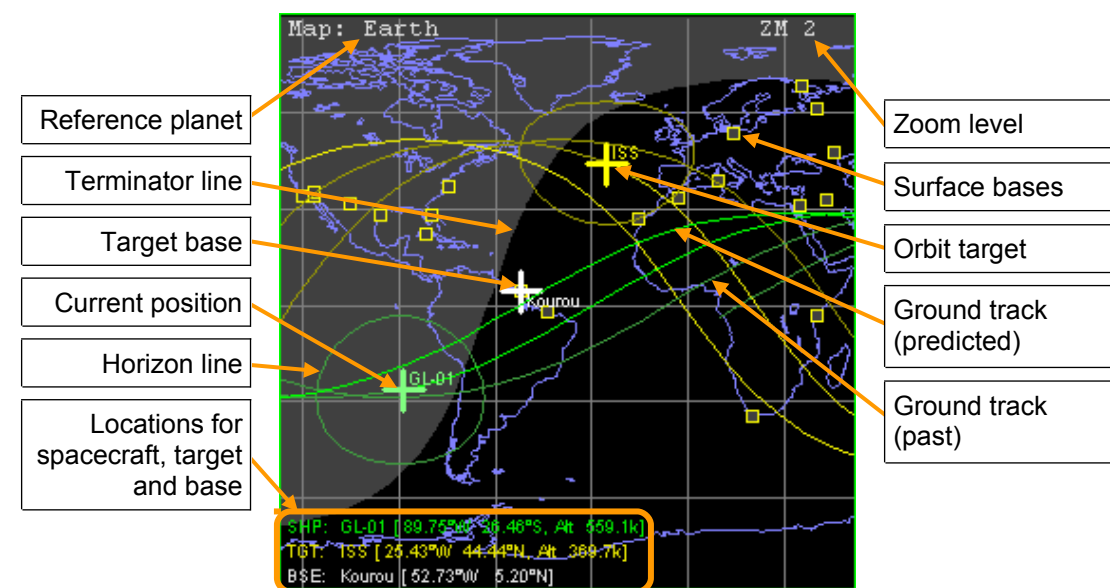 Map: Earth
ZM 2
Reference planet
Terminator line
Target base
Current position
Horizon line
Locations for
spacecraft, target
and base
ISS
Kourou
GL-01
Zoom level
Surface bases
Orbit target
Ground track
(predicted)
Ground track
(past)
SHP: GL-01 [ 89.75°W 26.46°S, Alt 559.1k]
TGT: ISS [ 25.43°W 44.44°N, Alt 369.7k]
BSE: Kourou [ 52.73°W 5.20°N]